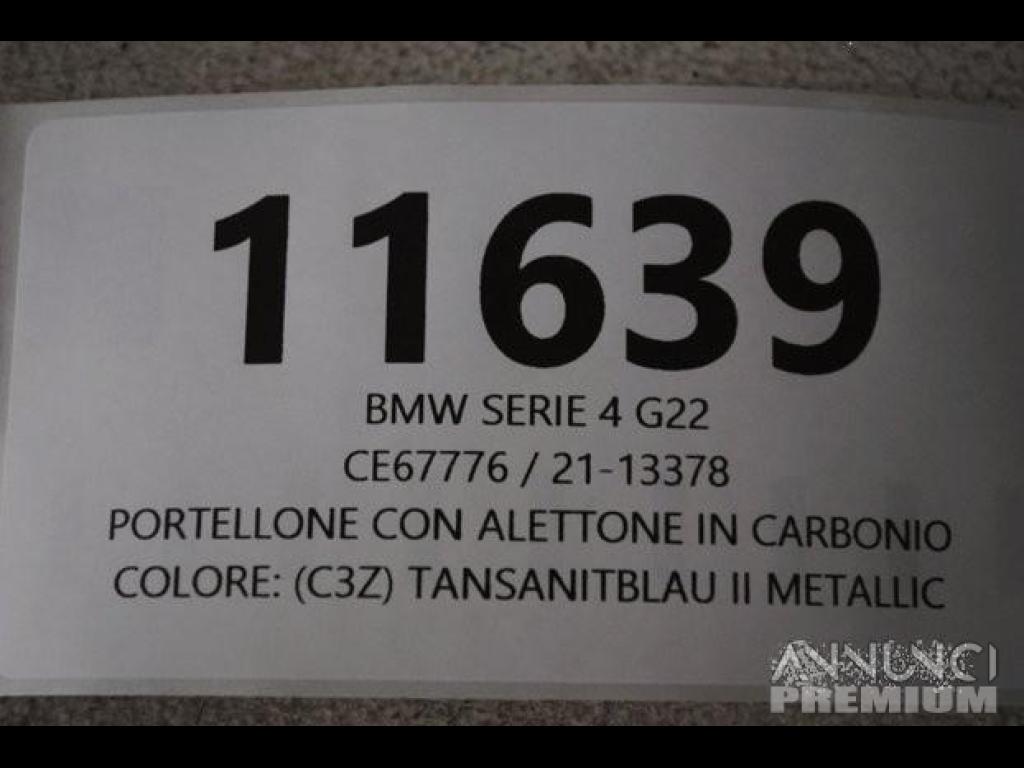 11639
BMW SERIE 4 G22
CE67776 / 21-13378
PORTELLONE CON ALETTONE IN CARBONIO
COLORE: (C3Z) TANSANITBLAU II METALLIC
ANNUNCI
PREMIUM